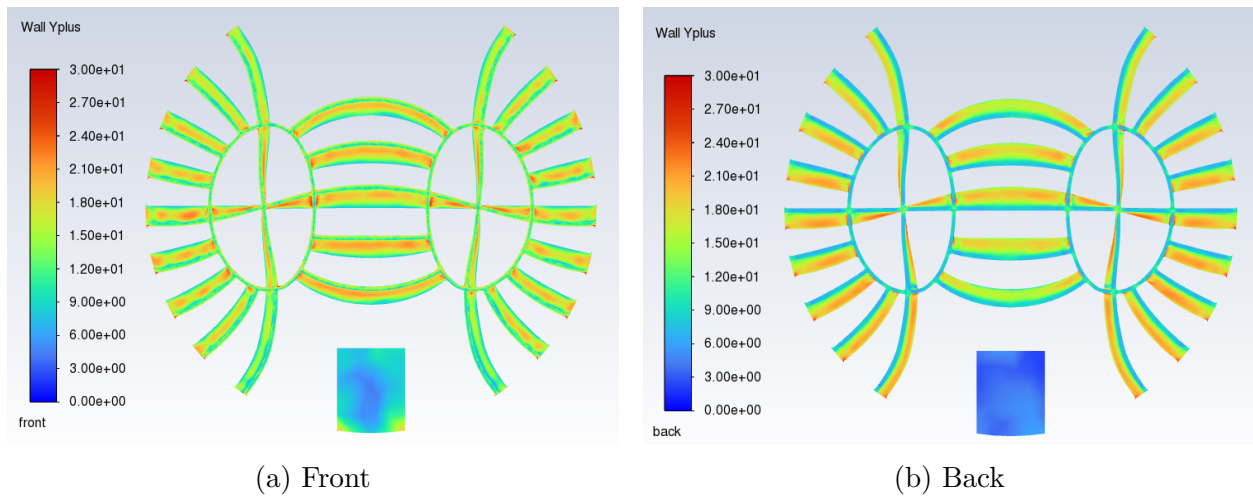 Wall Yplus
3.00e+01
2.70e+01
2.40e+01
2.10e+01
1.80e+01
1.50e+01
1.20e+01
9.00e+00
6.00e+00
3.00e+00
0.00e+00
front
(a) Front
Wall Yplus
3.00e+01
2.70e+01
2.40e+01
2.10e+01
1.80e+01
1.50e+01
1.20e+01
9.00e+00
6.00e+00
3.00e+00
0.00e+00
back
(b) Back